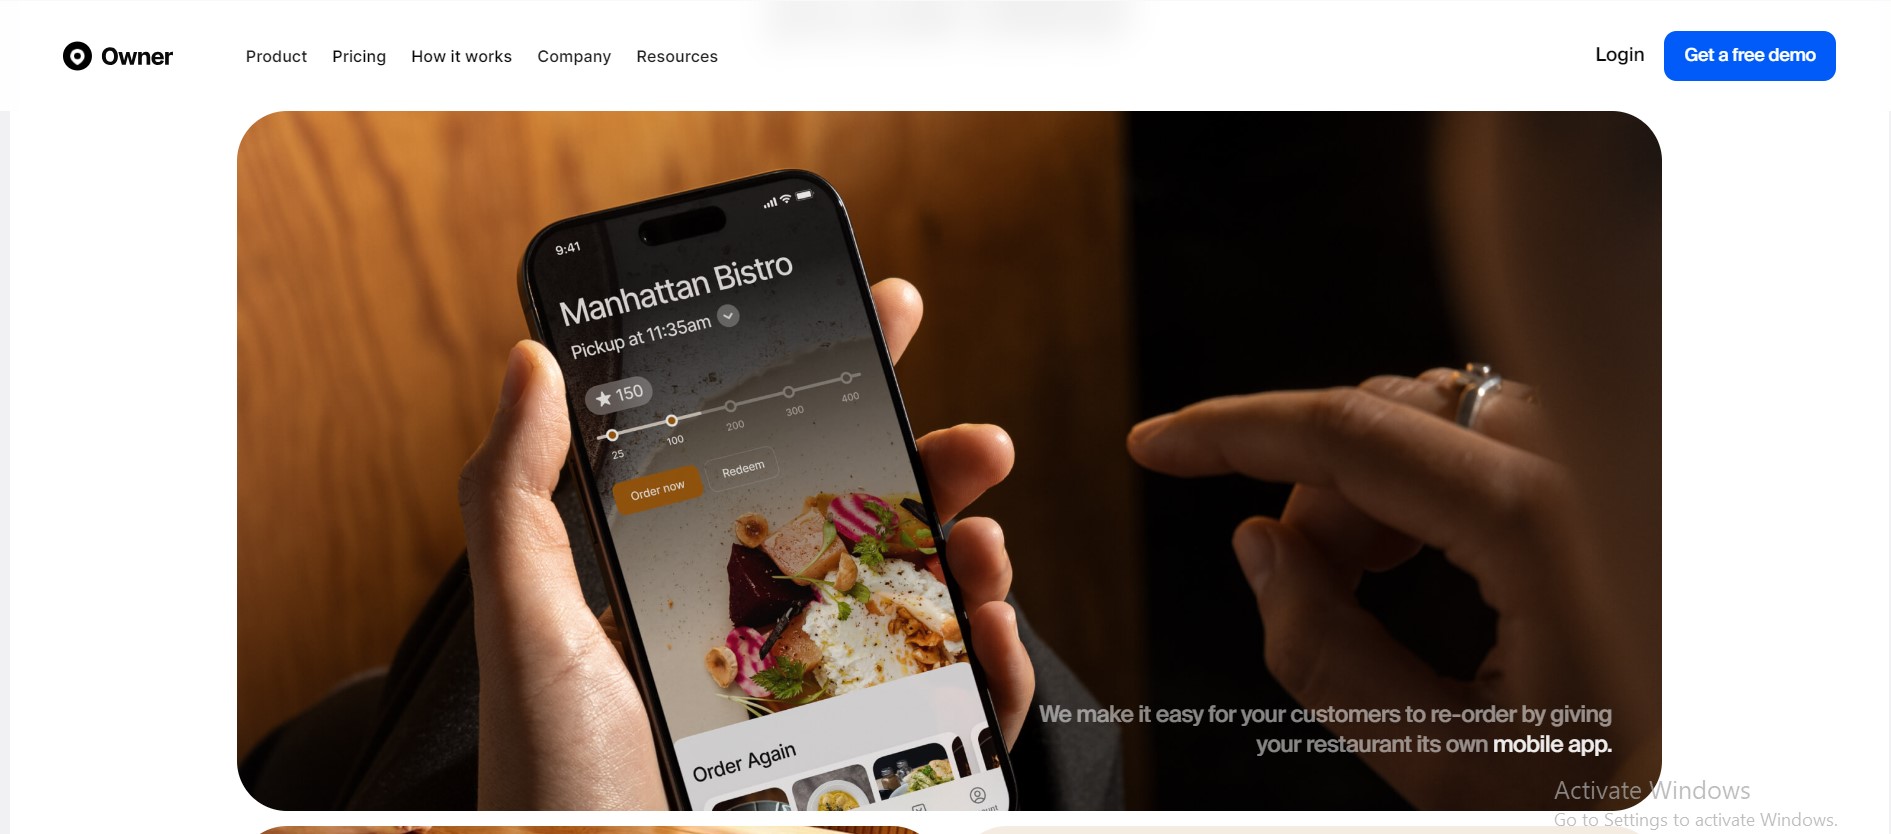 Owner
Product Pricing How it works Company Resources
Login
Get a free demo
9:41
Manhattan Bistro
Pickup at 11:35am
150
25 100 200 300 400
Order now Redeem
Order Again
We make it easy for your customers to re-order by giving
your restaurant its own mobile app.
Activate Windows
Go to Settings to activate Windows.